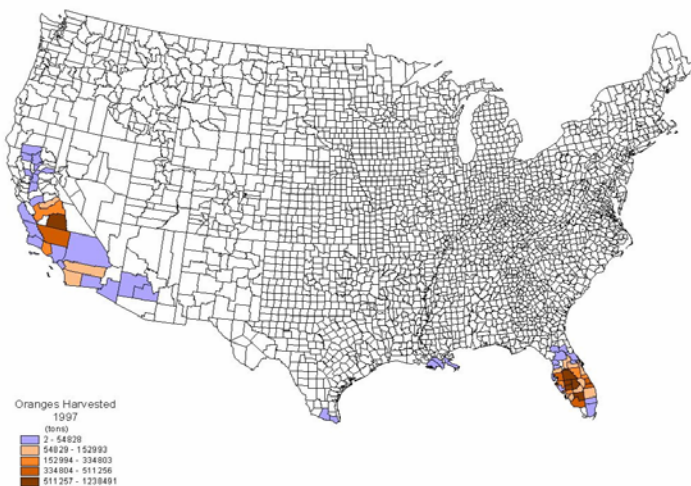 Oranges Harvested
1997
(tons)
2 - 54828
54829 - 152993
152994 - 334803
334804 - 511256
511257 - 1238491